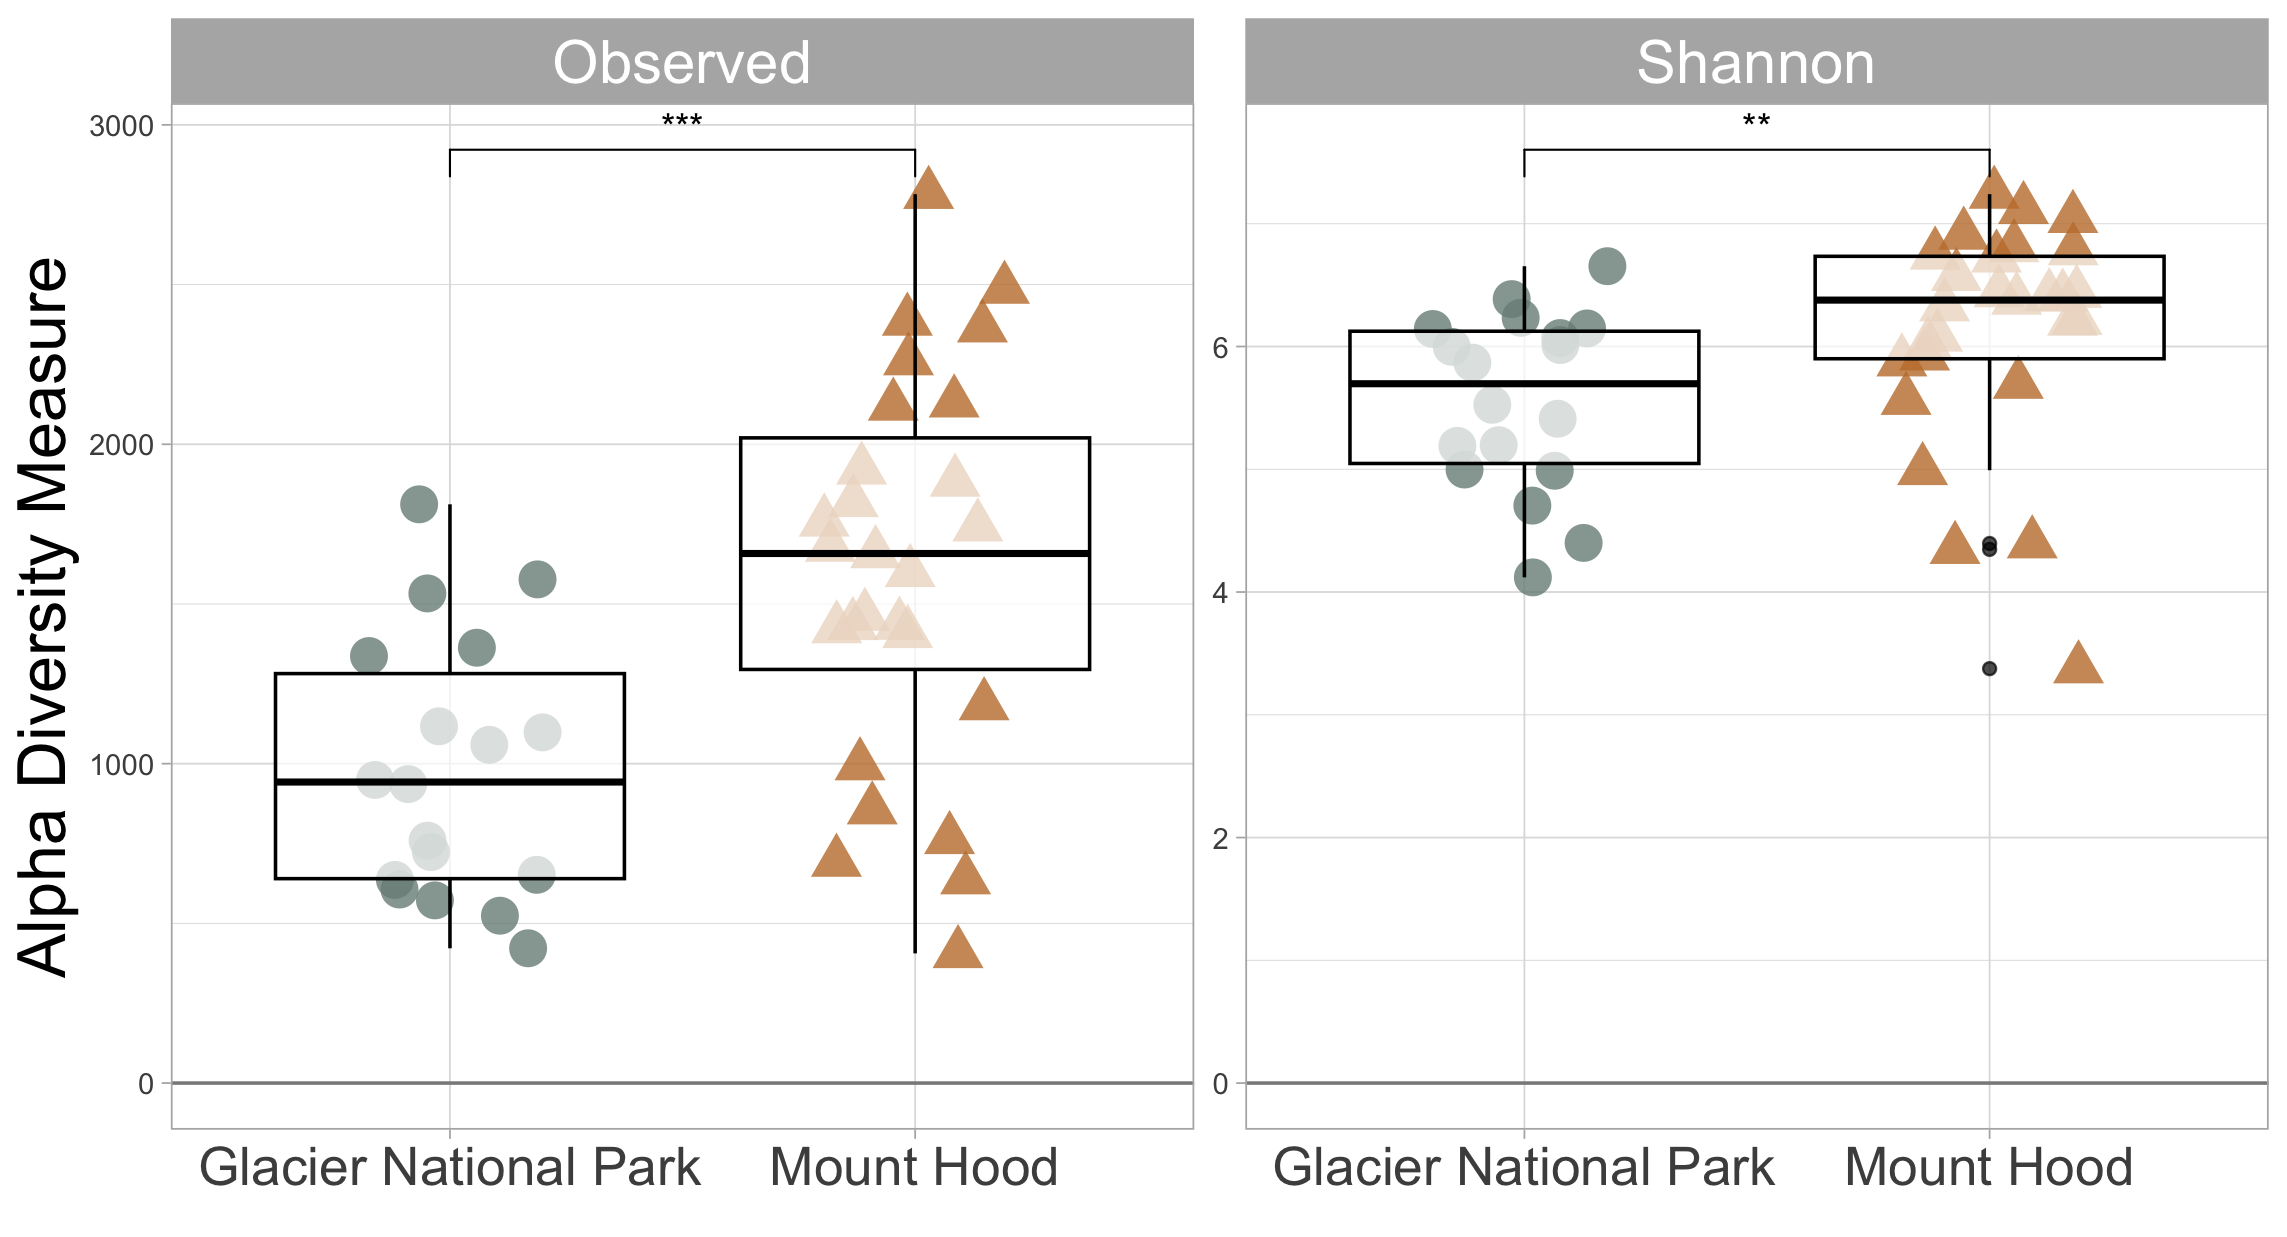 Observed
Shannon
Alpha Diversity Measure
3000
2000
1000
0
***
Glacier National Park
Mount Hood
6
4
2
0
**
Glacier National Park
Mount Hood